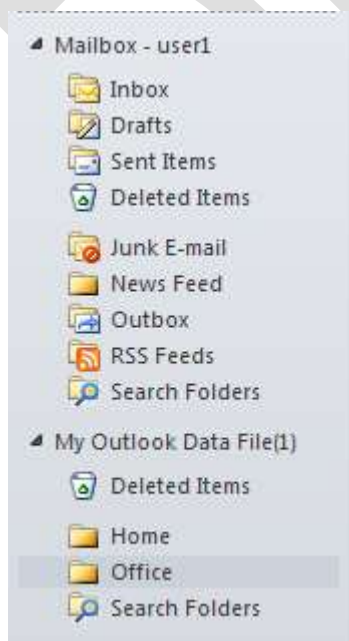 Mailbox - user1
Inbox
Drafts
Sent Items
Deleted Items
Junk E-mail
News Feed
Outbox
RSS Feeds
Search Folders
My Outlook Data File(1)
Deleted Items
Home
Office
Search Folders